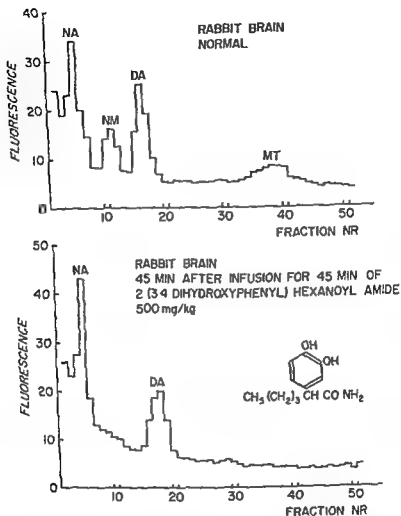 40
30
20
10
0
FLUORESCENCE
NA
NM
DA
MT
RABBIT BRAIN
NORMAL
10 20 30 40 50
FRACTION NR
50
40
30
20
10
0
FLUORESCENCE
NA
DA
RABBIT BRAIN
45 MIN AFTER INFUSION FOR 45 MIN OF
2 (3 4 DIHYDROXYPHENYL) HEXANOYL AMIDE
500 mg/kg
OH
OH
CH₃ (CH₂)₃ CH CO NH₂
10 20 30 40 50
FRACTION NR